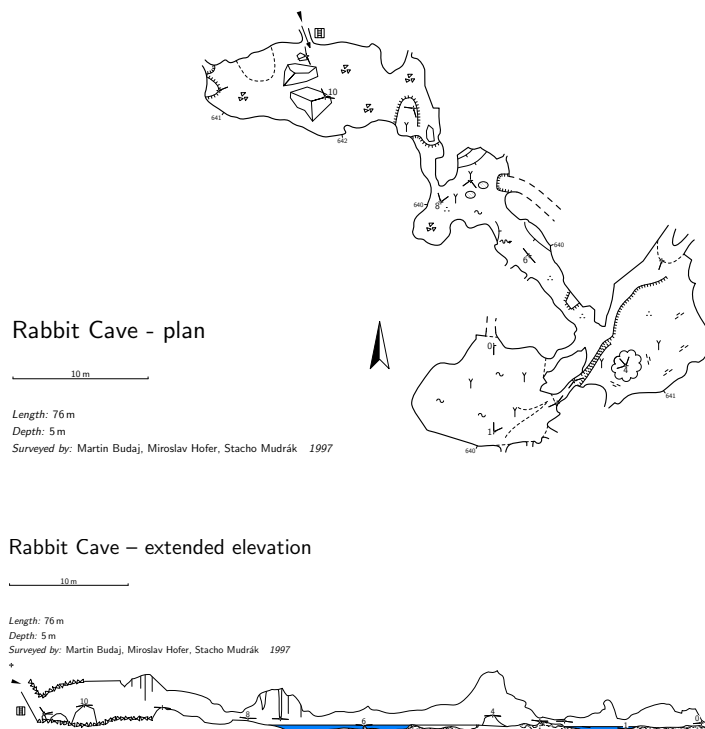 10
641
642
640
8
640
6
Rabbit Cave - plan
10 m
0
4
641
Length: 76 m
Depth: 5 m
Surveyed by: Martin Budaj, Miroslav Hofer, Stacho Mudrák 1997
1
640
Rabbit Cave – extended elevation
10 m
Length: 76 m
Depth: 5 m
Surveyed by: Martin Budaj, Miroslav Hofer, Stacho Mudrák 1997
10
8
6
4
1
0